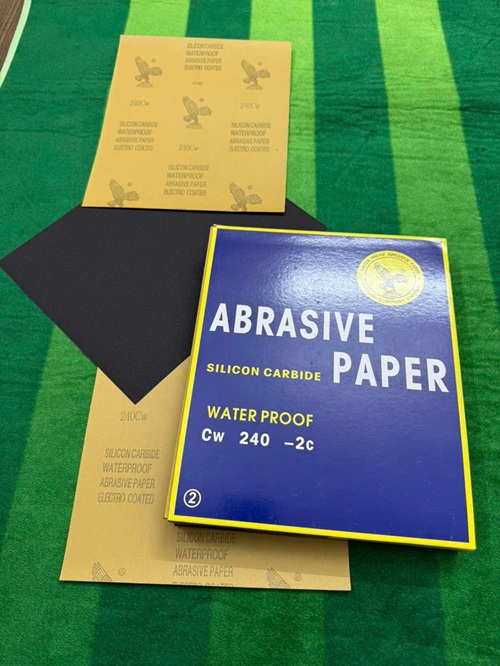 SILICON CARBIDE
WATERPROOF
ABRASIVE PAPER
ELECTRO COATED
240Cw
240Cw
240Cw
SILICON CARBIDE
WATERPROOF
ABRASIVE PAPER
ELECTRO COATED
SILICON CARBIDE
WATERPROOF
ABRASIVE PAPER
ELECTRO COATED
SILICON CARBIDE
WATERPROOF
ABRASIVE PAPER
ELECTRO COATED
ABRASIVE
SILICON CARBIDE PAPER
WATER PROOF
Cw 240 -2c
2
240Cw
SILICON CARBIDE
WATERPROOF
ABRASIVE PAPER
ELECTRO COATED
SILICON CARBIDE
WATERPROOF
ABRASIVE PAPER